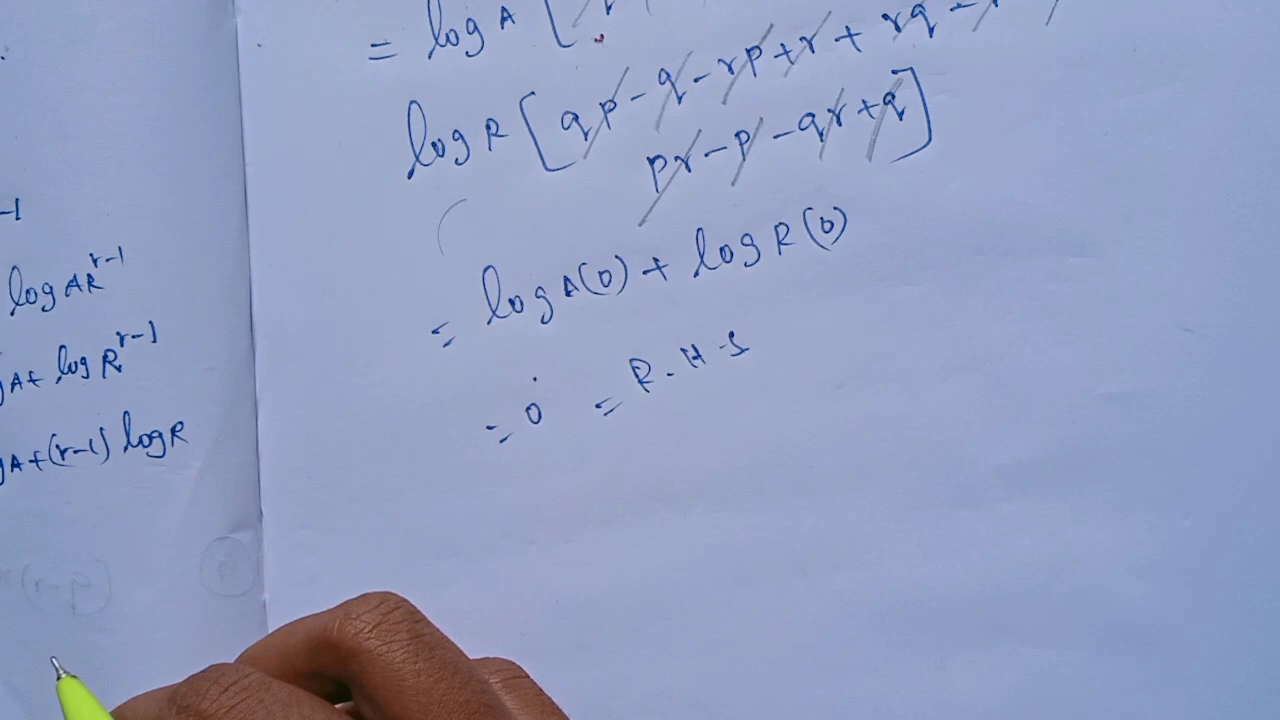 -1
log AR^{r-1}
A+ log R^{r-1}
A+(r-1) log R
(r-p)
= log A [
log R [ qp - q - rp + r + rq -
pr - p - qr + q ]
= log A(0) + log R(0)
= 0 = R.H.S